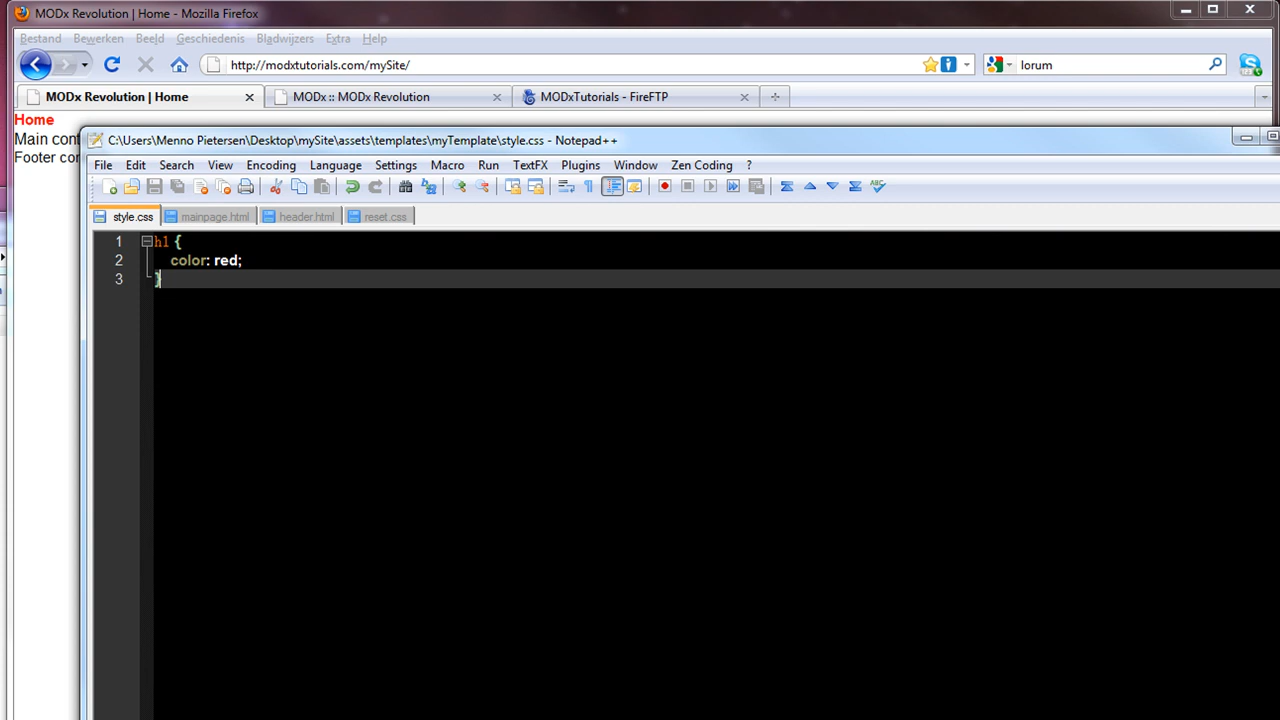 MODx Revolution | Home - Mozilla Firefox
Bestand Bewerken Beeld Geschiedenis Bladwijzers Extra Help
http://modxtutorials.com/mySite/ lorum
MODx Revolution | Home MODx :: MODx Revolution MODxTutorials - FireFTP
Home
Main cont
Footer con
C:\Users\Menno Pietersen\Desktop\mySite\assets\templates\myTemplate\style.css - Notepad++
File Edit Search View Encoding Language Settings Macro Run TextFX Plugins Window Zen Coding ?
style.css mainpage.html header.html reset.css
1 h1 {
2 color: red;
3 }